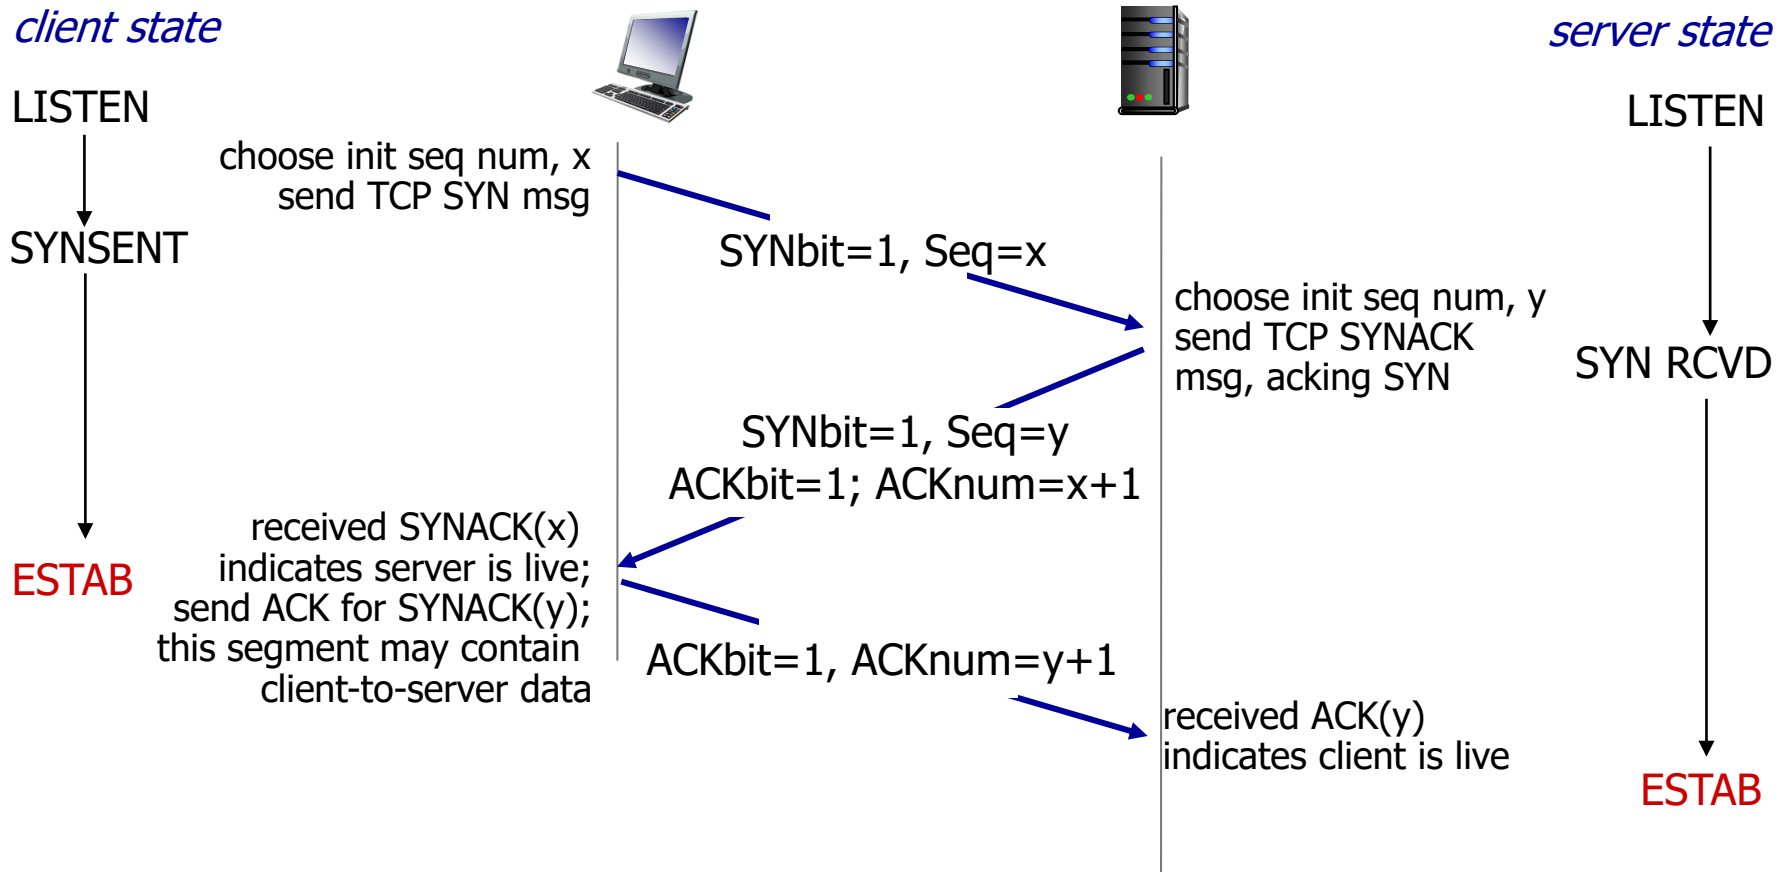 client state
server state
LISTEN
LISTEN
choose init seq num, x
send TCP SYN msg
SYNSENT
SYNbit=1, Seq=x
choose init seq num, y
send TCP SYNACK
msg, acking SYN
SYN RCVD
SYNbit=1, Seq=y
ACKbit=1; ACKnum=x+1
received SYNACK(x)
indicates server is live;
send ACK for SYNACK(y);
this segment may contain
client-to-server data
ESTAB
ACKbit=1, ACKnum=y+1
received ACK(y)
indicates client is live
ESTAB